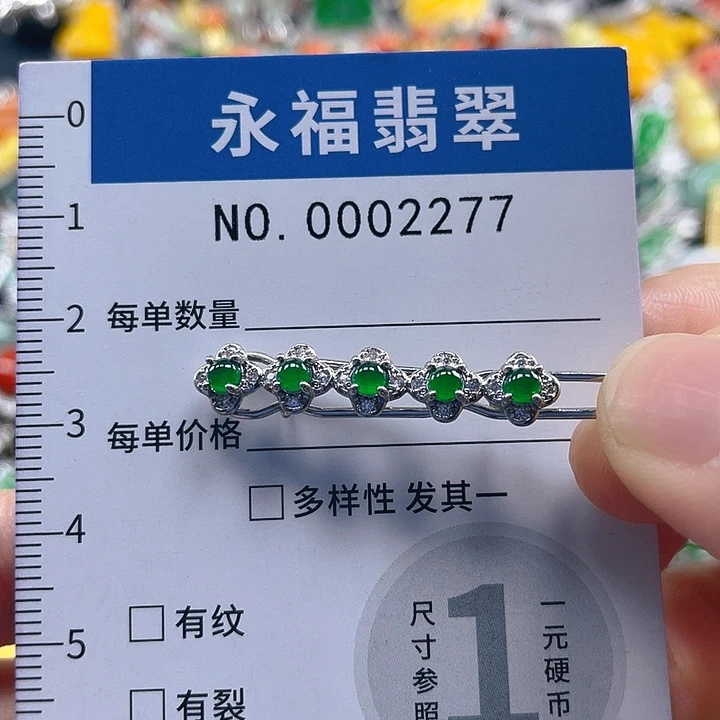 永福翡翠
NO. 0002277
0
1
2
3
4
5
每单数量
每单价格
□多样性 发其一
□有纹
□有裂
尺寸参照
1
一元硬币